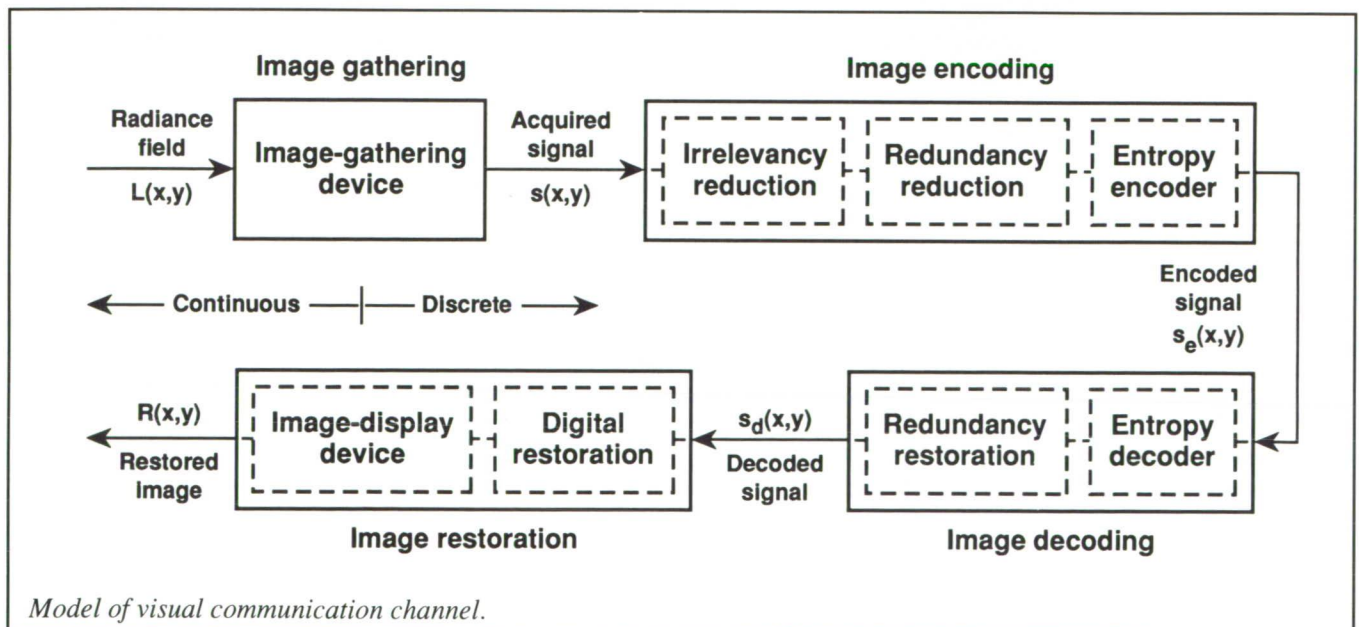 Image gathering
Image encoding
Radiance
field
L(x,y)
Image-gathering
device
Acquired
signal
s(x,y)
Irrelevancy
reduction
Redundancy
reduction
Entropy
encoder
Continuous
Discrete
Encoded
signal
s_e(x,y)
R(x,y)
Restored
image
Image-display
device
Digital
restoration
s_d(x,y)
Decoded
signal
Redundancy
restoration
Entropy
decoder
Image restoration
Image decoding
Model of visual communication channel.